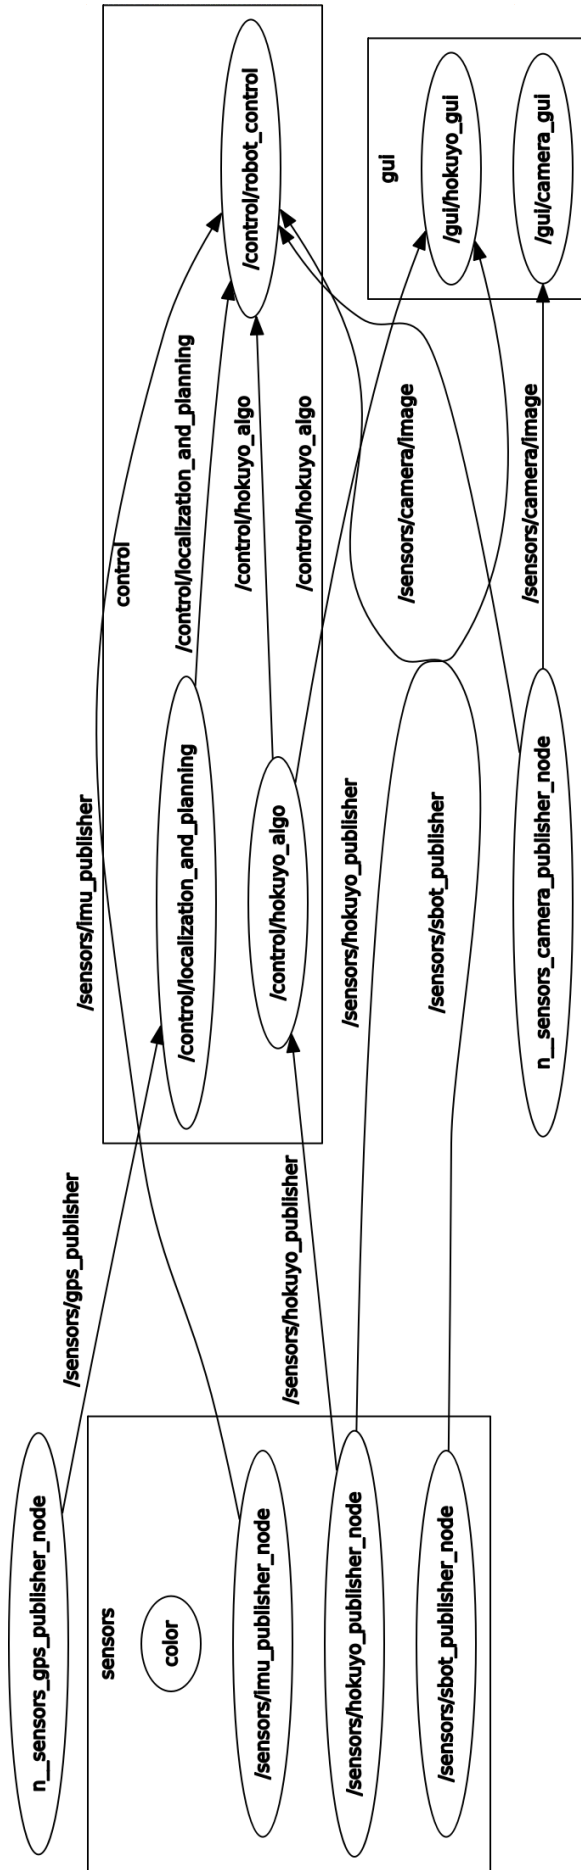 n__sensors_gps_publisher_node
sensors
color
/sensors/imu_publisher_node
/sensors/hokuyo_publisher_node
/sensors/sbot_publisher_node
/sensors/gps_publisher
/sensors/hokuyo_publisher
/sensors/imu_publisher
/control/localization_and_planning
/control/hokuyo_algo
/sensors/hokuyo_publisher
/sensors/sbot_publisher
n__sensors_camera_publisher_node
control
/control/localization_and_planning
/control/hokuyo_algo
/control/hokuyo_algo
/sensors/camera/image
/sensors/camera/image
/control/robot_control
gui
/gui/hokuyo_gui
/gui/camera_gui